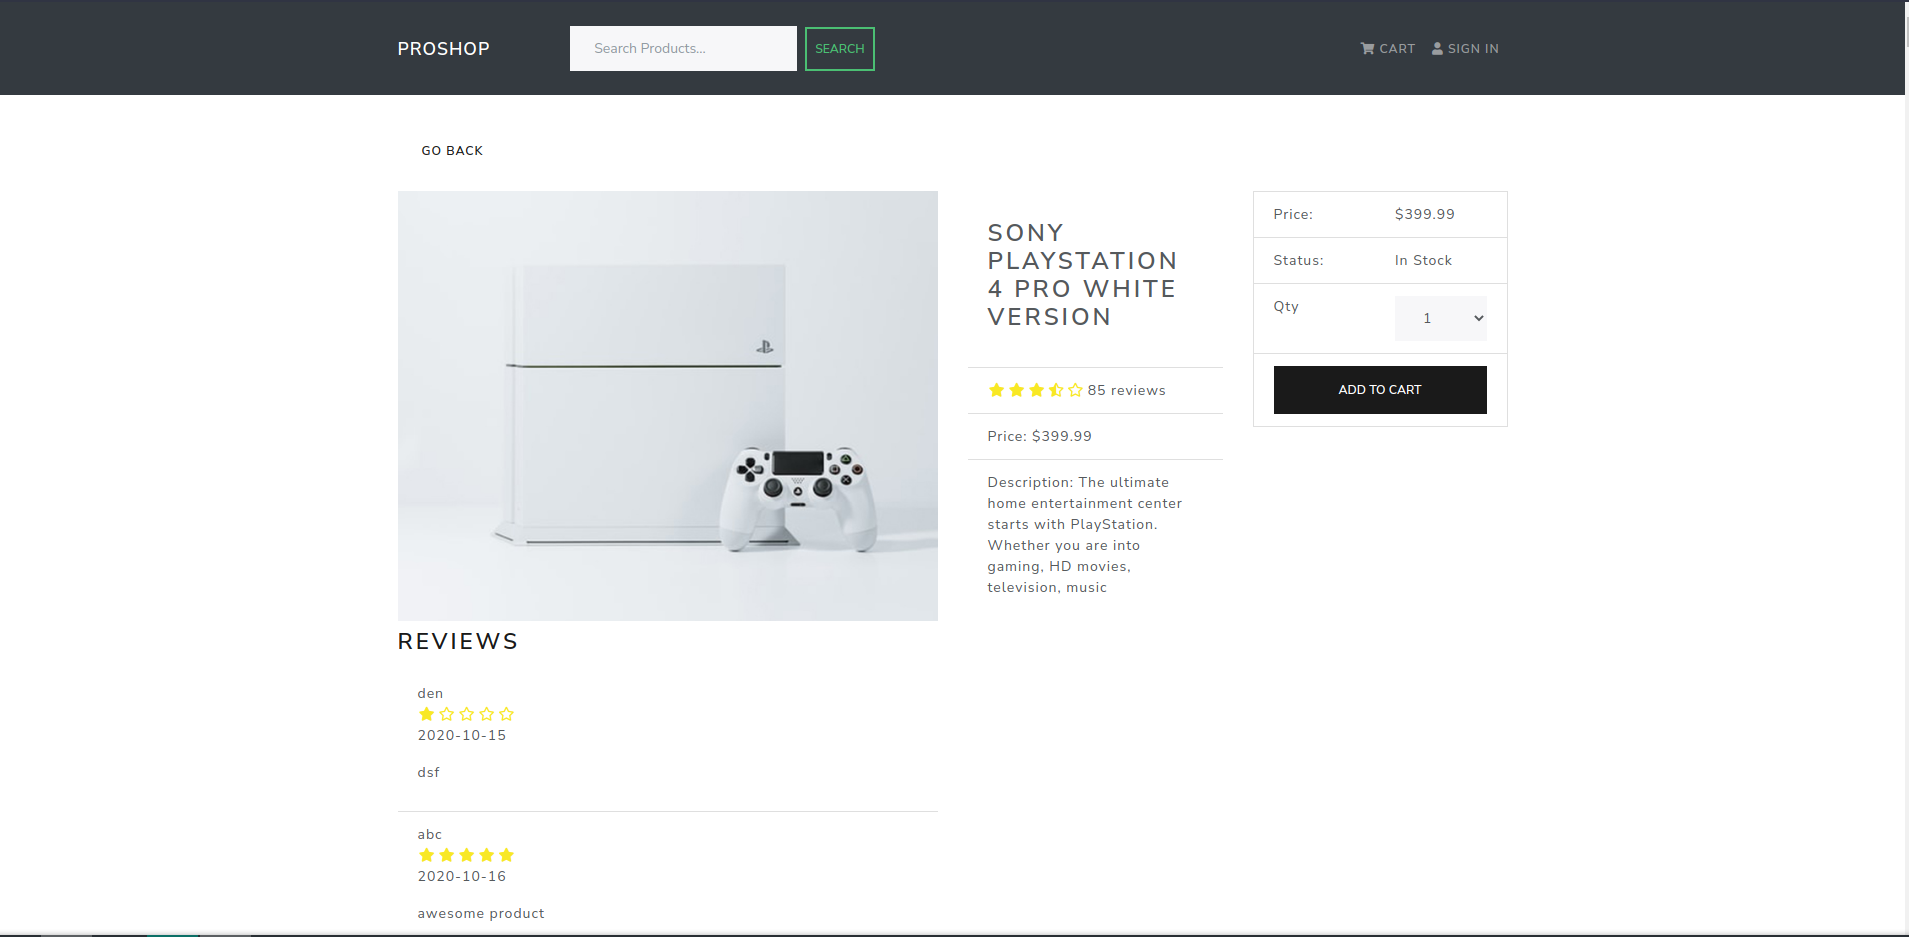 PROSHOP
Search Products...
SEARCH
CART
SIGN IN
GO BACK
SONY
PLAYSTATION
4 PRO WHITE
VERSION
85 reviews
Price: $399.99
Description: The ultimate
home entertainment center
starts with PlayStation.
Whether you are into
gaming, HD movies,
television, music
Price: $399.99
Status: In Stock
Qty 1
ADD TO CART
REVIEWS
den
2020-10-15
dsf
abc
2020-10-16
awesome product